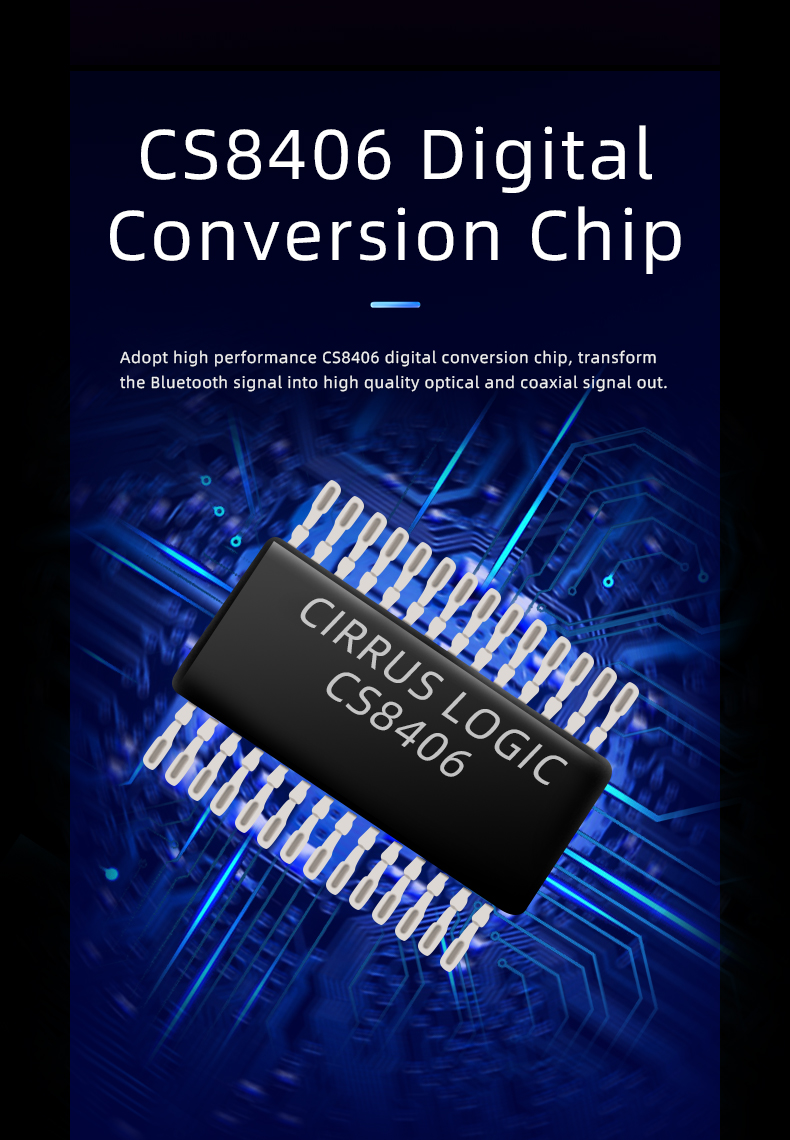 CS8406 Digital
Conversion Chip
Adopt high performance CS8406 digital conversion chip, transform
the Bluetooth signal into high quality optical and coaxial signal out.
CIRRUS LOGIC
CS8406